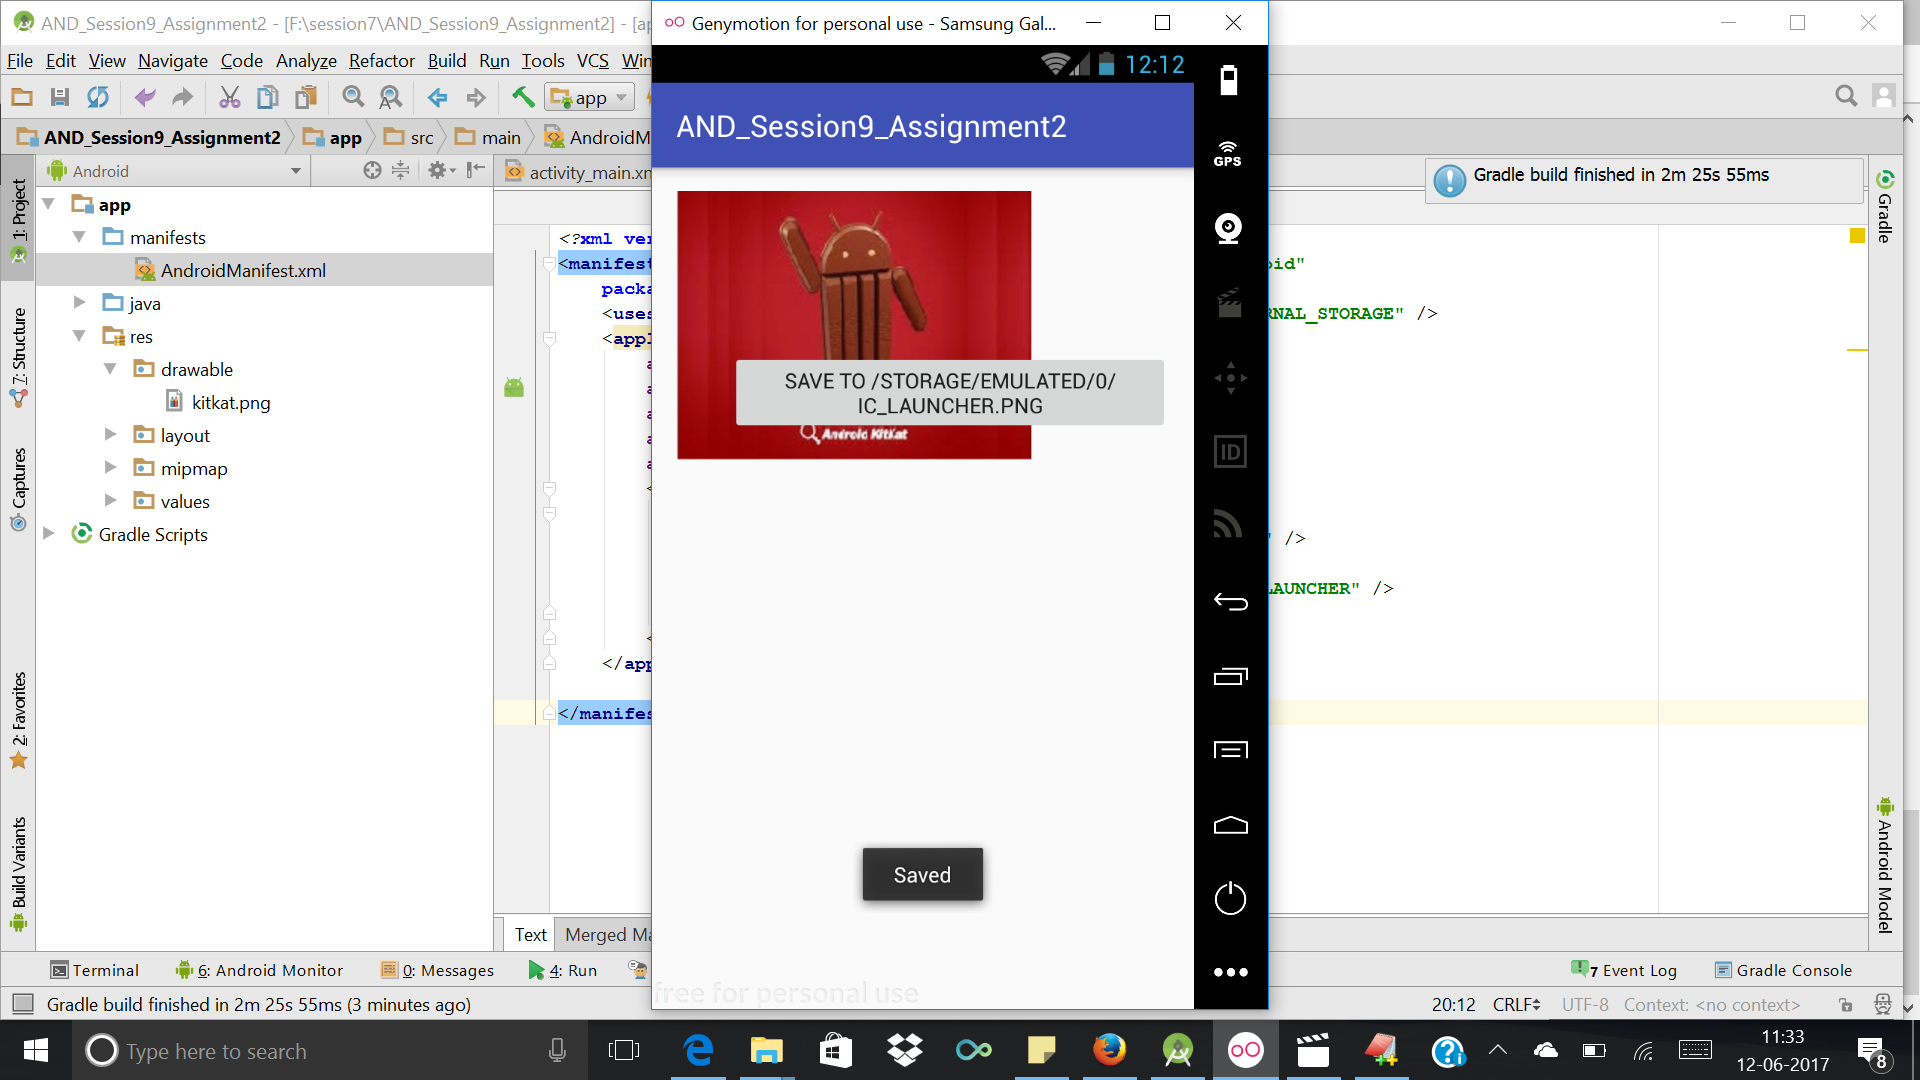 AND_Session9_Assignment2 - [F:\session7\AND_Session9_Assignment2] - [ap
Genymotion for personal use - Samsung Gal...
File Edit View Navigate Code Analyze Refactor Build Run Tools VCS Win
app
AND_Session9_Assignment2 app src main AndroidM
Android
activity_main.xm
1: Project
7: Structure
Captures
2: Favorites
Build Variants
app
manifests
AndroidManifest.xml
java
res
drawable
kitkat.png
layout
mipmap
values
Gradle Scripts
<?xml ver
<manifest
packa
<uses
<appl
a
a
a
a
a
<
<
</app
</manifes
12:12
AND_Session9_Assignment2
SAVE TO /STORAGE/EMULATED/0/
IC_LAUNCHER.PNG
Android KitKat
Saved
free for personal use
GPS
ID
oid"
RNAL_STORAGE" />
" />
LAUNCHER" />
Gradle build finished in 2m 25s 55ms
Gradle
Android Model
Text Merged Ma
Terminal 6: Android Monitor 0: Messages 4: Run
7 Event Log Gradle Console
Gradle build finished in 2m 25s 55ms (3 minutes ago)
20:12 CRLF UTF-8 Context: <no context>
Type here to search
11:33
12-06-2017
8